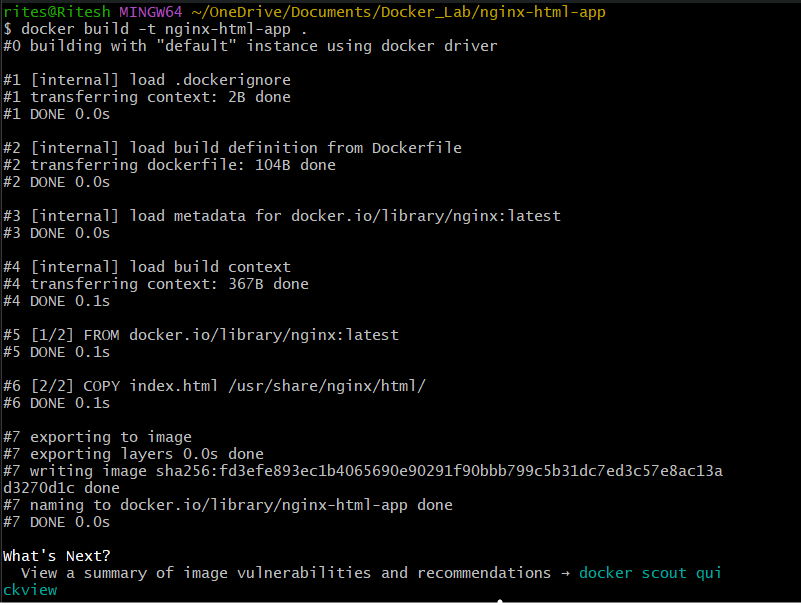 rites@Ritesh MINGW64 ~/OneDrive/Documents/Docker_Lab/nginx-html-app
$ docker build -t nginx-html-app .
#0 building with "default" instance using docker driver
#1 [internal] load .dockerignore
#1 transferring context: 2B done
#1 DONE 0.0s
#2 [internal] load build definition from Dockerfile
#2 transferring dockerfile: 104B done
#2 DONE 0.0s
#3 [internal] load metadata for docker.io/library/nginx:latest
#3 DONE 0.0s
#4 [internal] load build context
#4 transferring context: 367B done
#4 DONE 0.1s
#5 [1/2] FROM docker.io/library/nginx:latest
#5 DONE 0.1s
#6 [2/2] COPY index.html /usr/share/nginx/html/
#6 DONE 0.1s
#7 exporting to image
#7 exporting layers 0.0s done
#7 writing image sha256:fd3efe893ec1b4065690e90291f90bbb799c5b31dc7ed3c57e8ac13a
d3270d1c done
#7 naming to docker.io/library/nginx-html-app done
#7 DONE 0.0s
What's Next?
View a summary of image vulnerabilities and recommendations → docker scout qui
ckview